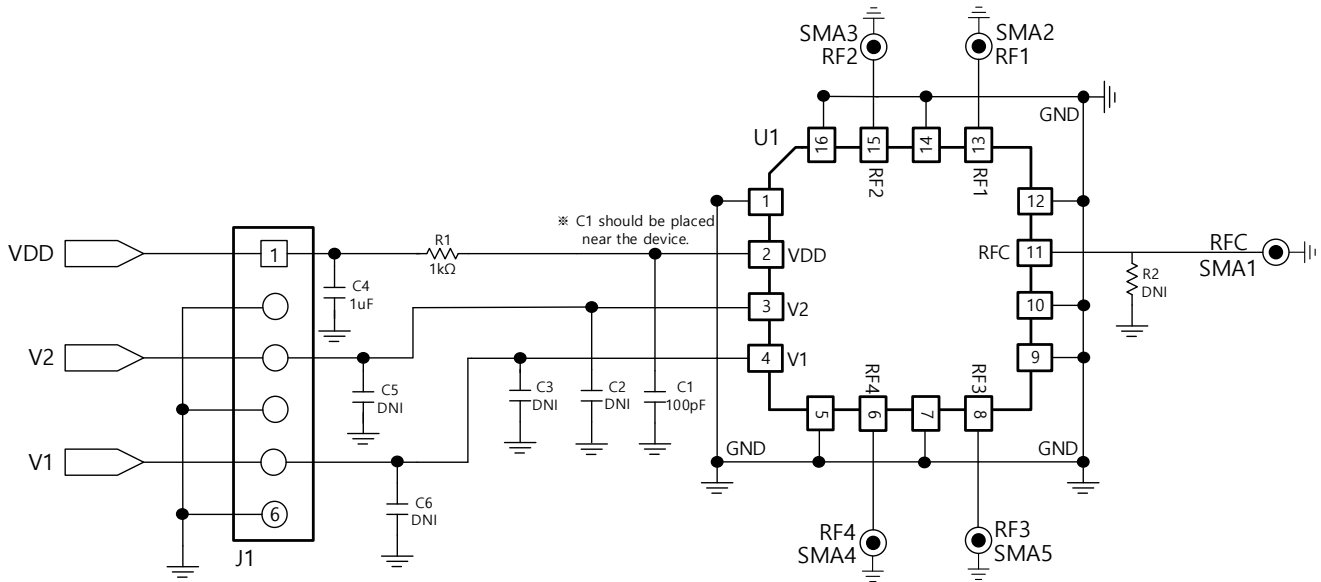 SMA3
RF2
SMA2
RF1
GND
U1
16
15
14
13
RF2
RF1
1
12
※ C1 should be placed
near the device.
VDD
1
R1
1kΩ
2
VDD
RFC
11
RFC
SMA1
C4
1uF
R2
DNI
3
V2
10
V2
4
V1
9
C5
DNI
C3
DNI
C2
DNI
C1
100pF
RF4
RF3
5
6
7
8
V1
GND
GND
6
C6
DNI
J1
RF4
SMA4
RF3
SMA5